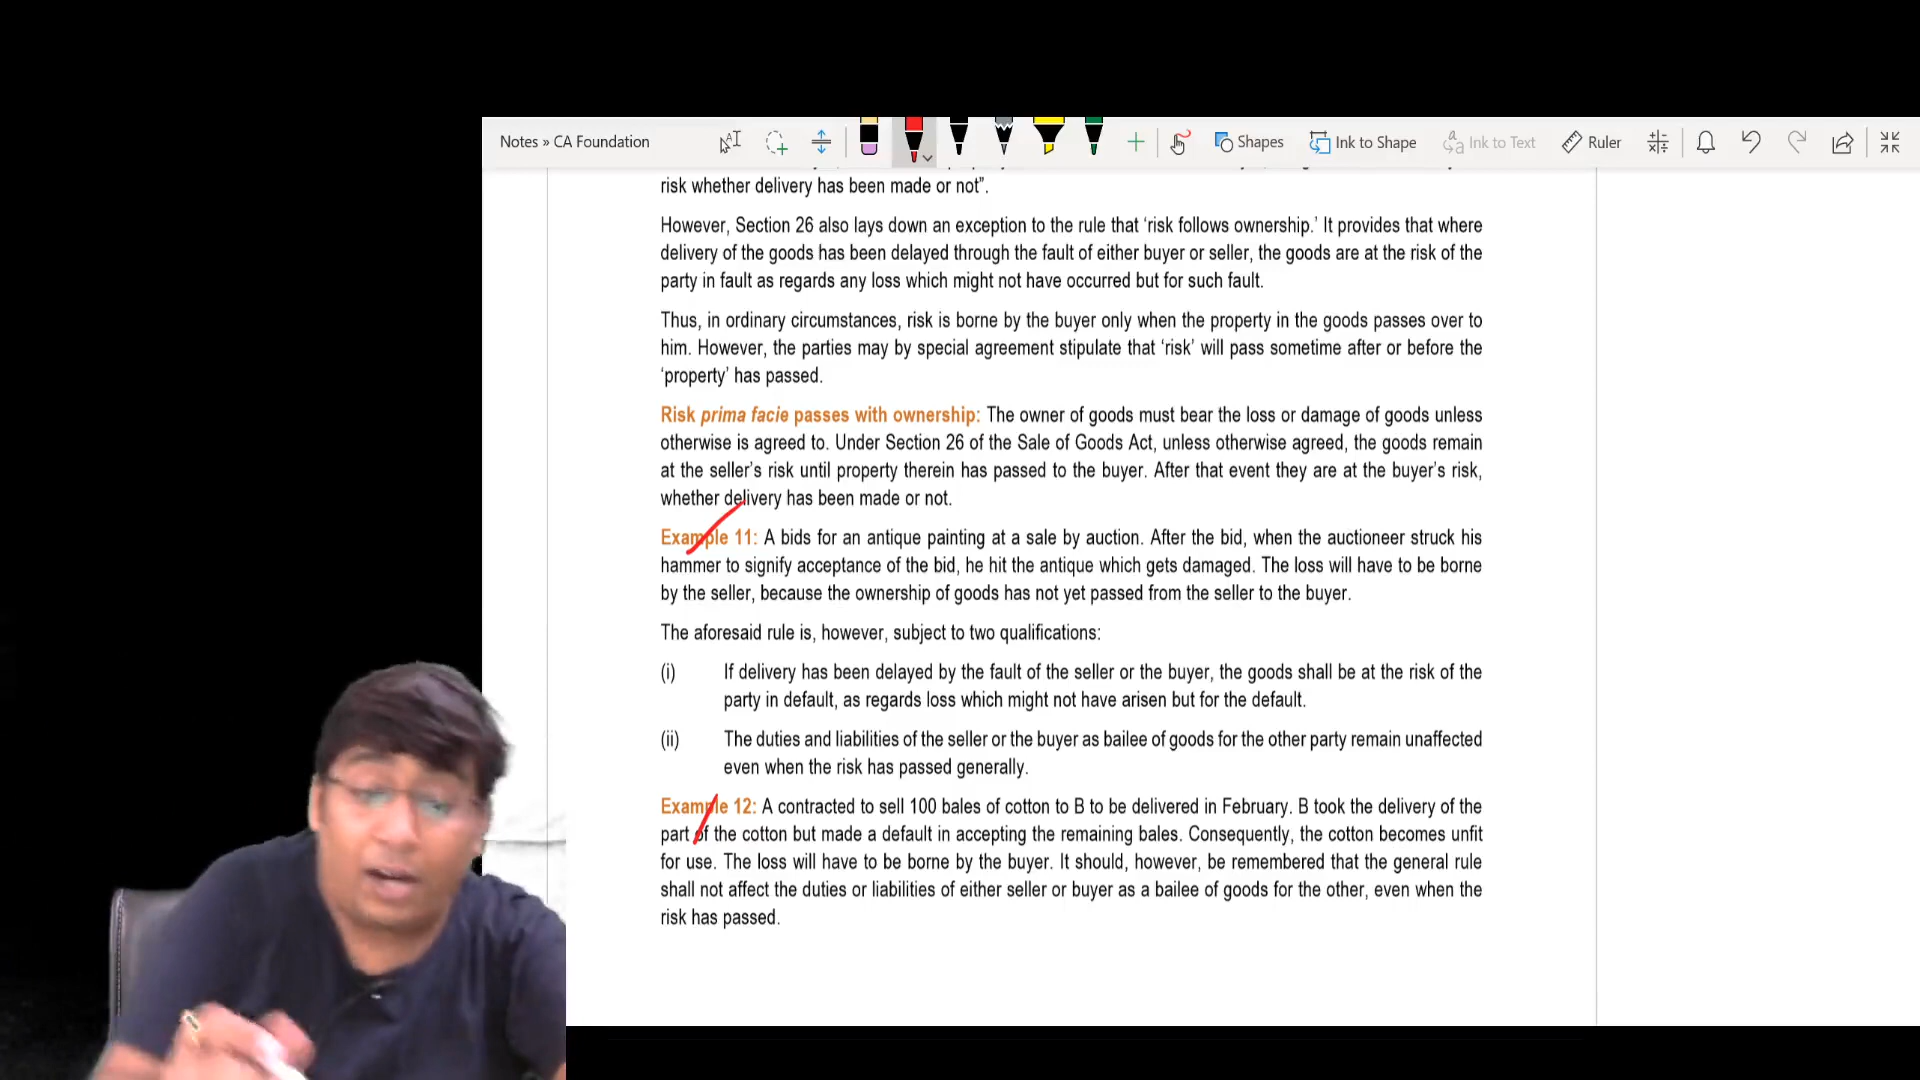 Notes » CA Foundation
Shapes
Ink to Shape
Ink to Text
Ruler
risk whether delivery has been made or not”.
However, Section 26 also lays down an exception to the rule that ‘risk follows ownership.’ It provides that where
delivery of the goods has been delayed through the fault of either buyer or seller, the goods are at the risk of the
party in fault as regards any loss which might not have occurred but for such fault.
Thus, in ordinary circumstances, risk is borne by the buyer only when the property in the goods passes over to
him. However, the parties may by special agreement stipulate that ‘risk’ will pass sometime after or before the
‘property’ has passed.
Risk prima facie passes with ownership: The owner of goods must bear the loss or damage of goods unless
otherwise is agreed to. Under Section 26 of the Sale of Goods Act, unless otherwise agreed, the goods remain
at the seller’s risk until property therein has passed to the buyer. After that event they are at the buyer’s risk,
whether delivery has been made or not.
Example 11: A bids for an antique painting at a sale by auction. After the bid, when the auctioneer struck his
hammer to signify acceptance of the bid, he hit the antique which gets damaged. The loss will have to be borne
by the seller, because the ownership of goods has not yet passed from the seller to the buyer.
The aforesaid rule is, however, subject to two qualifications:
(i) If delivery has been delayed by the fault of the seller or the buyer, the goods shall be at the risk of the
party in default, as regards loss which might not have arisen but for the default.
(ii) The duties and liabilities of the seller or the buyer as bailee of goods for the other party remain unaffected
even when the risk has passed generally.
Example 12: A contracted to sell 100 bales of cotton to B to be delivered in February. B took the delivery of the
part of the cotton but made a default in accepting the remaining bales. Consequently, the cotton becomes unfit
for use. The loss will have to be borne by the buyer. It should, however, be remembered that the general rule
shall not affect the duties or liabilities of either seller or buyer as a bailee of goods for the other, even when the
risk has passed.